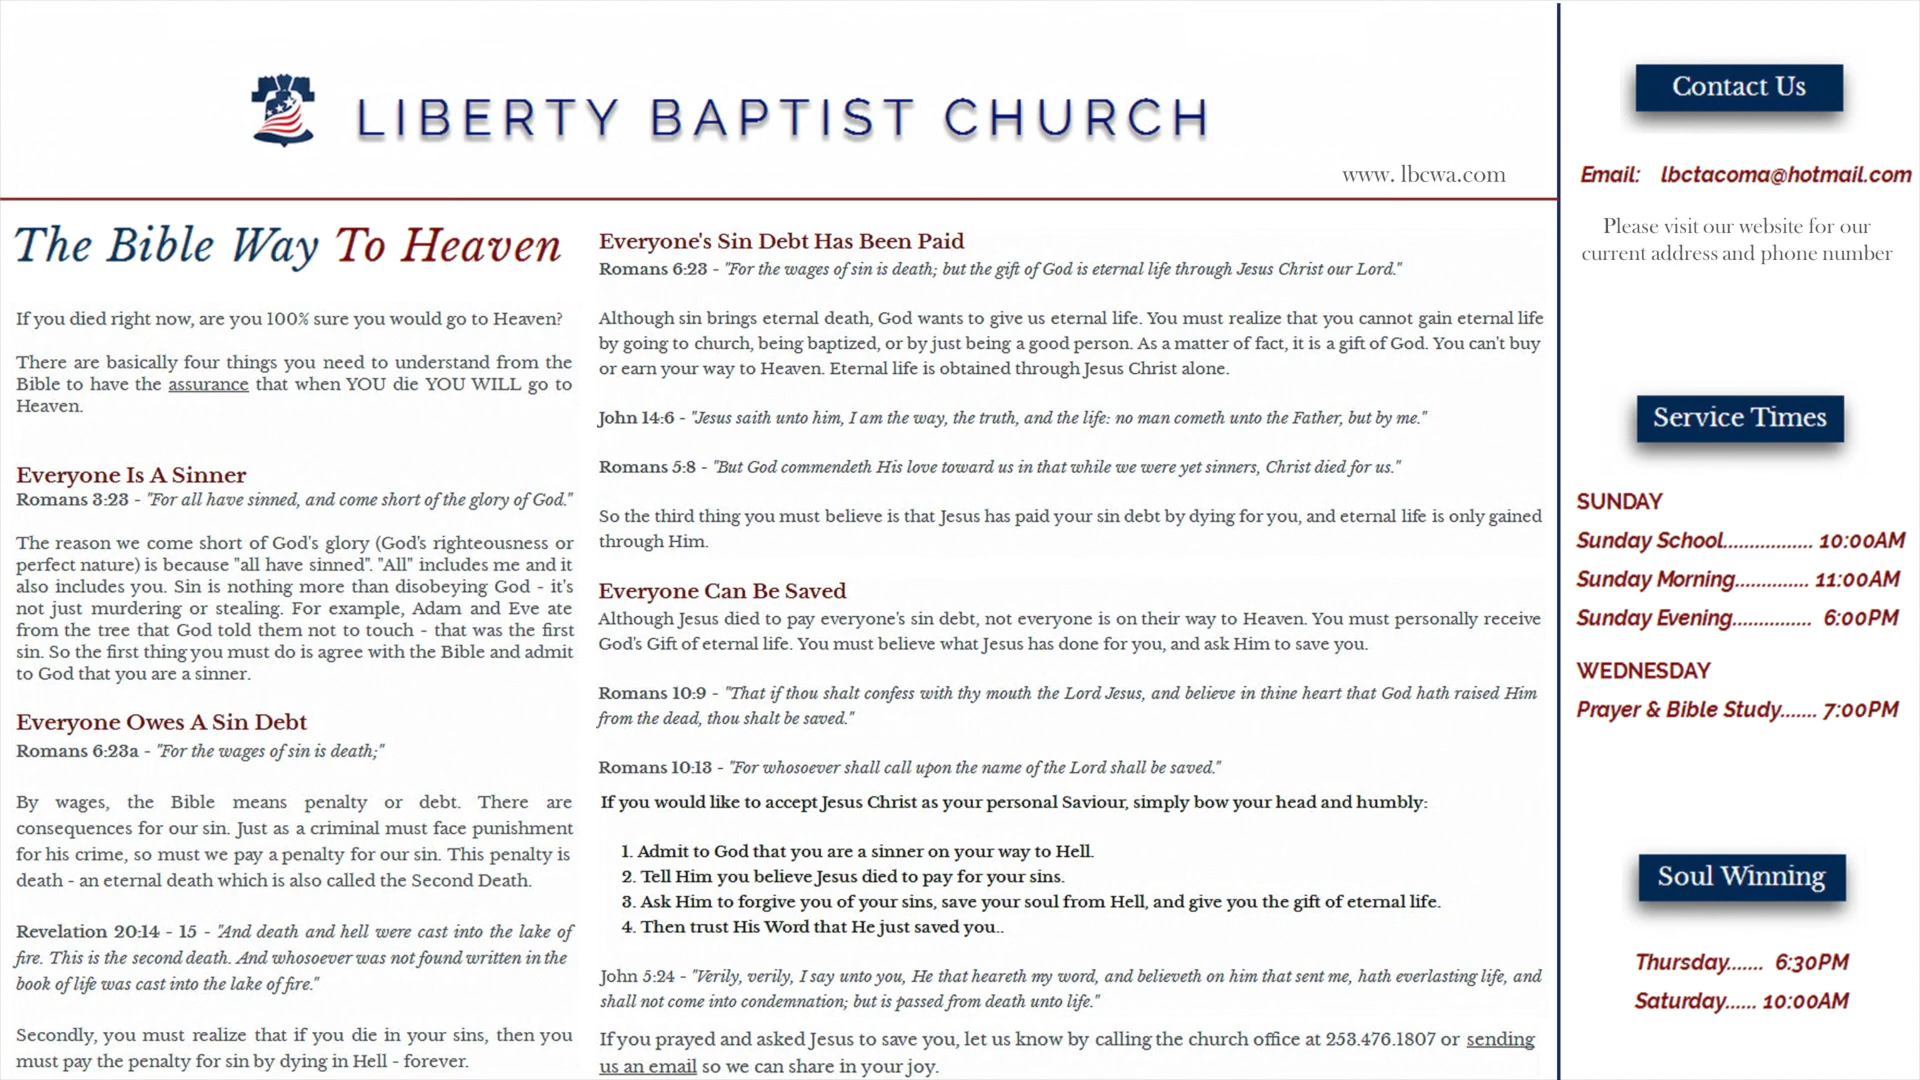 LIBERTY BAPTIST CHURCH
www. lbcwa.com
The Bible Way To Heaven
If you died right now, are you 100% sure you would go to Heaven?
There are basically four things you need to understand from the
Bible to have the assurance that when YOU die YOU WILL go to
Heaven.
Everyone Is A Sinner
Romans 3:23 - "For all have sinned, and come short of the glory of God."
The reason we come short of God's glory (God's righteousness or
perfect nature) is because "all have sinned". "All" includes me and it
also includes you. Sin is nothing more than disobeying God - it's
not just murdering or stealing. For example, Adam and Eve ate
from the tree that God told them not to touch - that was the first
sin. So the first thing you must do is agree with the Bible and admit
to God that you are a sinner.
Everyone Owes A Sin Debt
Romans 6:23a - "For the wages of sin is death;"
By wages, the Bible means penalty or debt. There are
consequences for our sin. Just as a criminal must face punishment
for his crime, so must we pay a penalty for our sin. This penalty is
death - an eternal death which is also called the Second Death.
Revelation 20:14 - 15 - "And death and hell were cast into the lake of
fire. This is the second death. And whosoever was not found written in the
book of life was cast into the lake of fire."
Secondly, you must realize that if you die in your sins, then you
must pay the penalty for sin by dying in Hell - forever.
Everyone's Sin Debt Has Been Paid
Romans 6:23 - "For the wages of sin is death; but the gift of God is eternal life through Jesus Christ our Lord."
Although sin brings eternal death, God wants to give us eternal life. You must realize that you cannot gain eternal life
by going to church, being baptized, or by just being a good person. As a matter of fact, it is a gift of God. You can't buy
or earn your way to Heaven. Eternal life is obtained through Jesus Christ alone.
John 14:6 - "Jesus saith unto him, I am the way, the truth, and the life: no man cometh unto the Father, but by me."
Romans 5:8 - "But God commendeth His love toward us in that while we were yet sinners, Christ died for us."
So the third thing you must believe is that Jesus has paid your sin debt by dying for you, and eternal life is only gained
through Him.
Everyone Can Be Saved
Although Jesus died to pay everyone's sin debt, not everyone is on their way to Heaven. You must personally receive
God's Gift of eternal life. You must believe what Jesus has done for you, and ask Him to save you.
Romans 10:9 - "That if thou shalt confess with thy mouth the Lord Jesus, and believe in thine heart that God hath raised Him
from the dead, thou shalt be saved."
Romans 10:13 - "For whosoever shall call upon the name of the Lord shall be saved."
If you would like to accept Jesus Christ as your personal Saviour, simply bow your head and humbly:
1. Admit to God that you are a sinner on your way to Hell.
2. Tell Him you believe Jesus died to pay for your sins.
3. Ask Him to forgive you of your sins, save your soul from Hell, and give you the gift of eternal life.
4. Then trust His Word that He just saved you..
John 5:24 - "Verily, verily, I say unto you, He that heareth my word, and believeth on him that sent me, hath everlasting life, and
shall not come into condemnation; but is passed from death unto life."
If you prayed and asked Jesus to save you, let us know by calling the church office at 253.476.1807 or sending
us an email so we can share in your joy.
Contact Us
Email: lbctacoma@hotmail.com
Please visit our website for our
current address and phone number
Service Times
SUNDAY
Sunday School................. 10:00AM
Sunday Morning.............. 11:00AM
Sunday Evening............... 6:00PM
WEDNESDAY
Prayer & Bible Study....... 7:00PM
Soul Winning
Thursday....... 6:30PM
Saturday...... 10:00AM